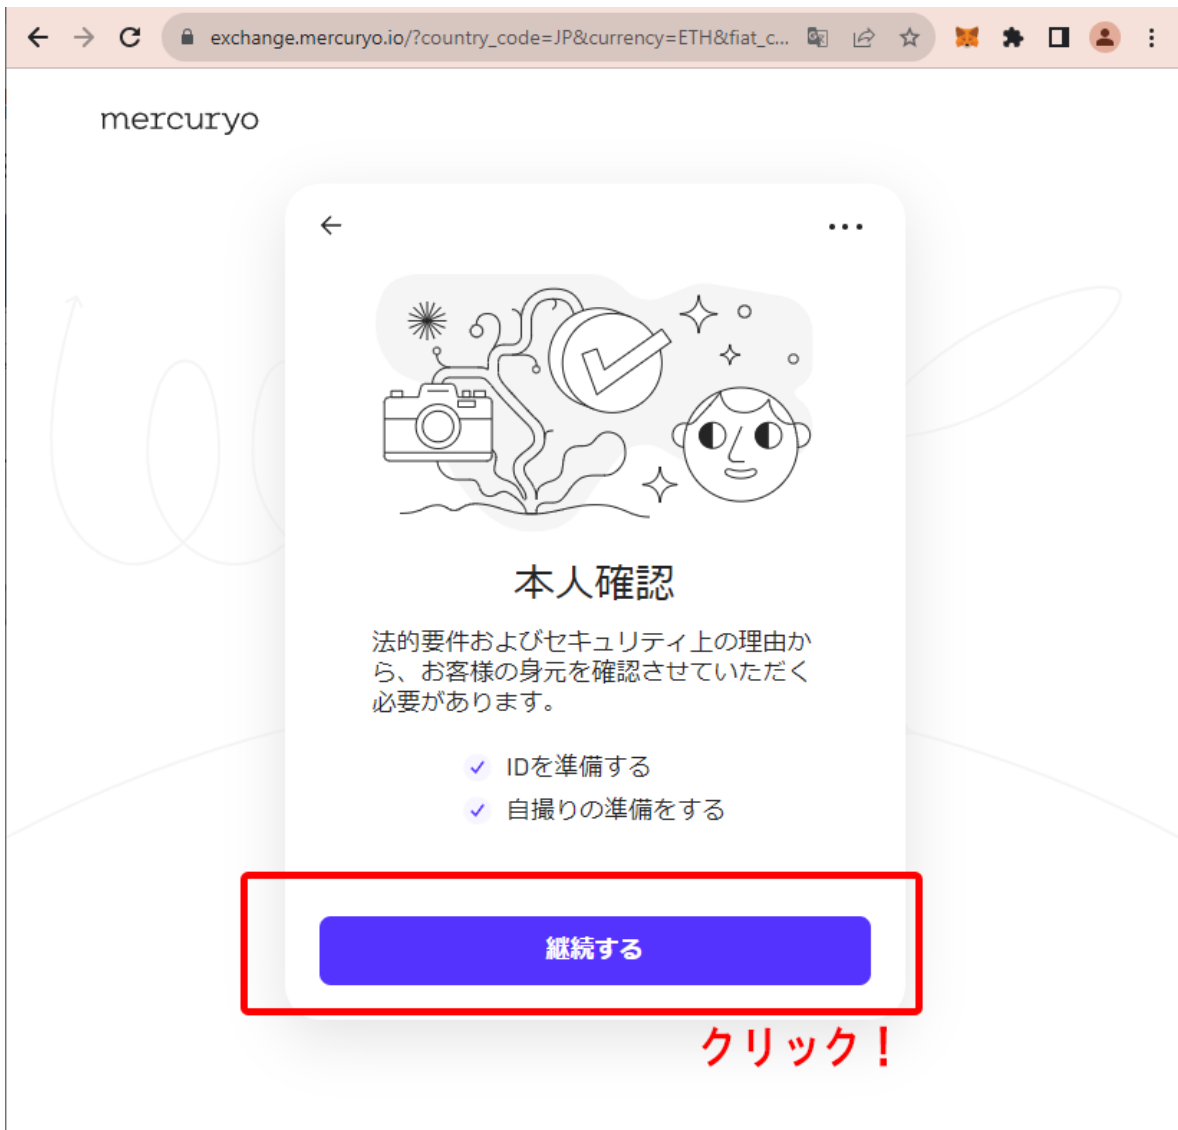 exchange.mercuryo.io/?country_code=JP&currency=ETH&fiat_c...
mercuryo
本人確認
法的要件およびセキュリティ上の理由か
ら、お客様の身元を確認させていただく
必要があります。
IDを準備する
自撮りの準備をする
継続する
クリック！